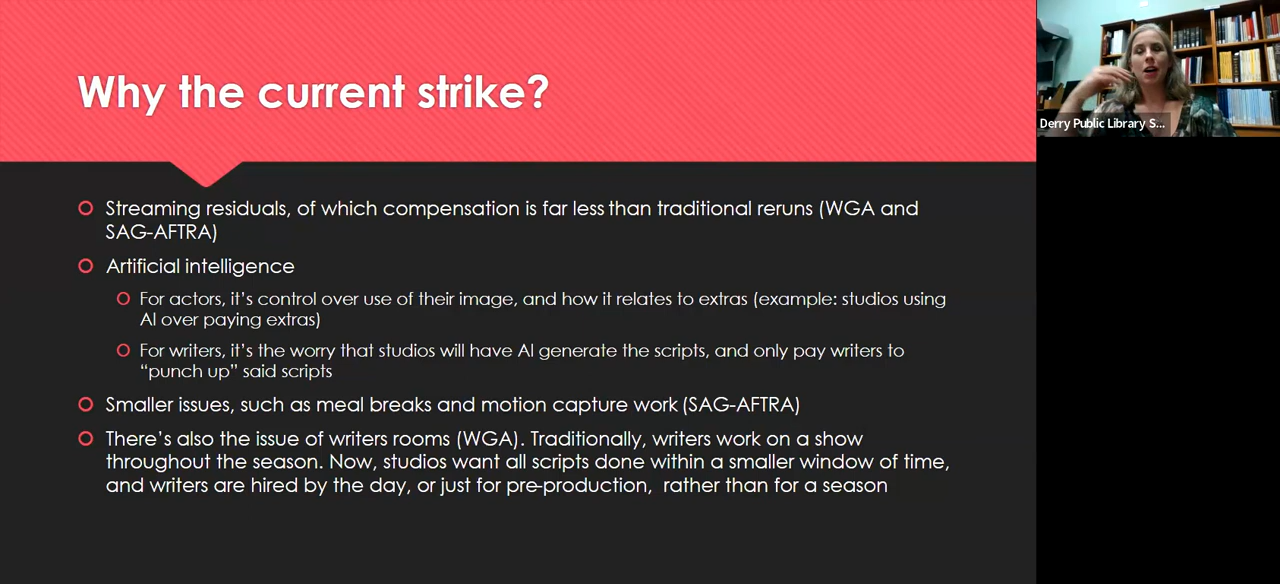 Why the current strike?
Streaming residuals, of which compensation is far less than traditional reruns (WGA and
SAG-AFTRA)
Artificial intelligence
For actors, it’s control over use of their image, and how it relates to extras (example: studios using
AI over paying extras)
For writers, it’s the worry that studios will have AI generate the scripts, and only pay writers to
“punch up” said scripts
Smaller issues, such as meal breaks and motion capture work (SAG-AFTRA)
There’s also the issue of writers rooms (WGA). Traditionally, writers work on a show
throughout the season. Now, studios want all scripts done within a smaller window of time,
and writers are hired by the day, or just for pre-production,  rather than for a season
Derry Public Library S...